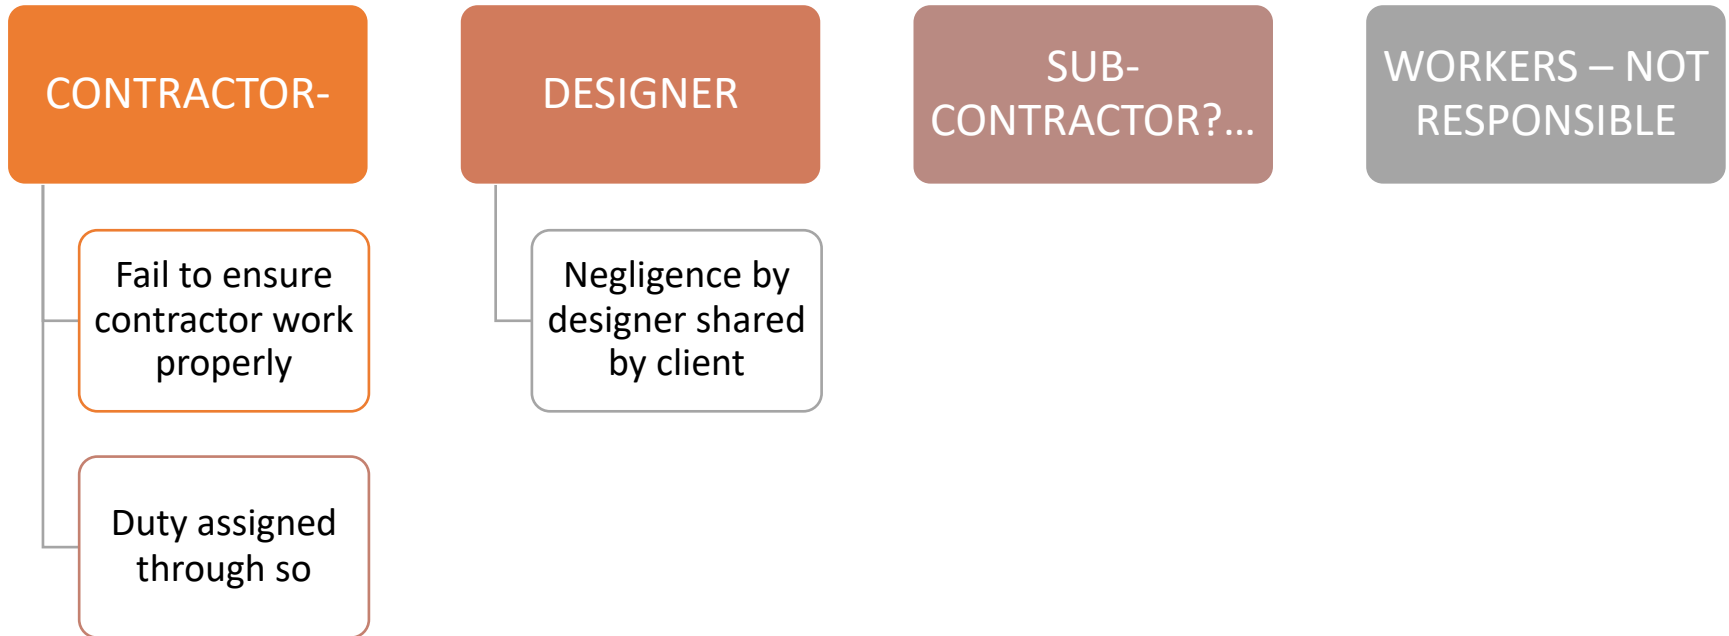 CONTRACTOR-
Fail to ensure
contractor work
properly
Duty assigned
through so
DESIGNER
Negligence by
designer shared
by client
SUB-
CONTRACTOR?...
WORKERS – NOT
RESPONSIBLE